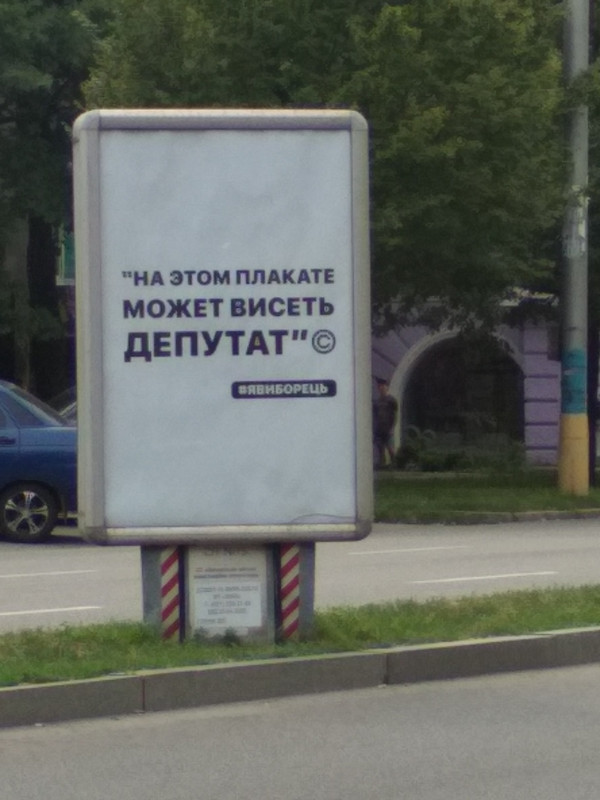 "НА ЭТОМ ПЛАКАТЕ
МОЖЕТ ВИСЕТЬ
ДЕПУТАТ"©
#ЯВИБОРЕЦЬ